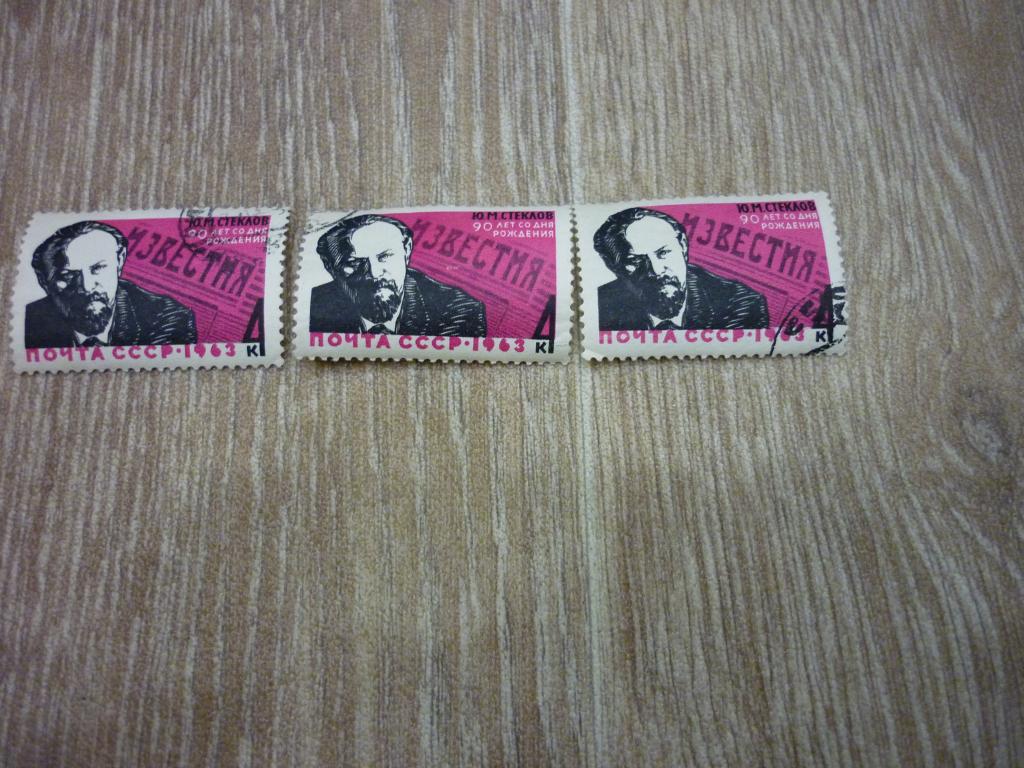 Ю.М.СТЕКЛОВ
90 ЛЕТ СО ДНЯ
РОЖДЕНИЯ
ИЗВЕСТИЯ
4
К
ПОЧТА СССР·1963
Ю.М.СТЕКЛОВ
90 ЛЕТ СО ДНЯ
РОЖДЕНИЯ
ИЗВЕСТИЯ
4
К
ПОЧТА СССР·1963
Ю.М.СТЕКЛОВ
90 ЛЕТ СО ДНЯ
РОЖДЕНИЯ
ИЗВЕСТИЯ
4
К
ПОЧТА СССР·1963